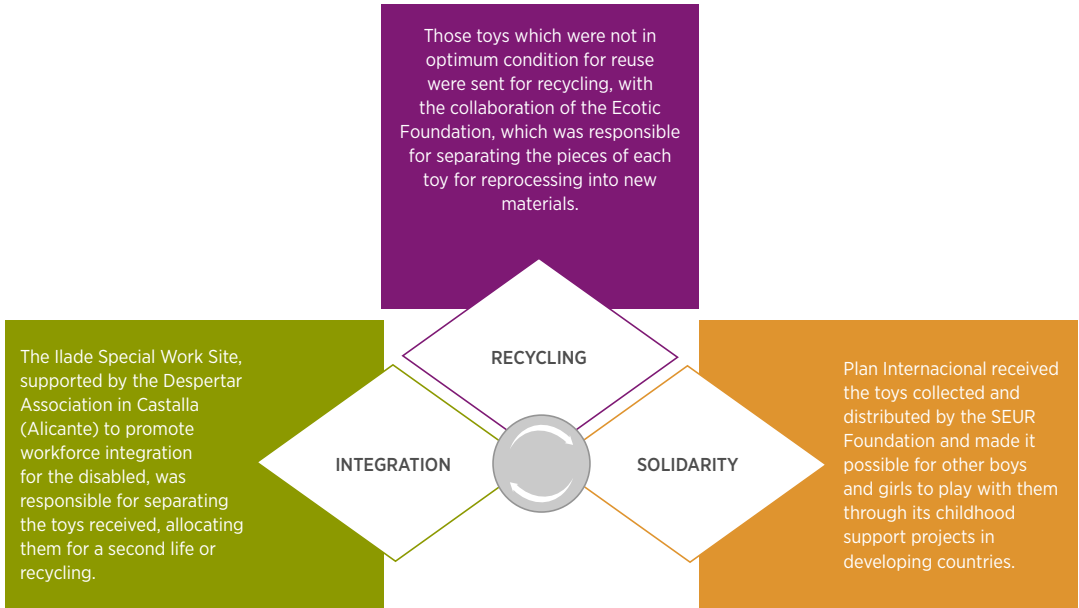 Those toys which were not in
optimum condition for reuse
were sent for recycling, with
the collaboration of the Ecotic
Foundation, which was responsible
for separating the pieces of each
toy for reprocessing into new
materials.
RECYCLING
The Ilade Special Work Site,
supported by the Despertar
Association in Castalla
(Alicante) to promote
workforce integration
for the disabled, was
responsible for separating
the toys received, allocating
them for a second life or
recycling.
INTEGRATION
SOLIDARITY
Plan Internacional received
the toys collected and
distributed by the SEUR
Foundation and made it
possible for other boys
and girls to play with them
through its childhood
support projects in
developing countries.